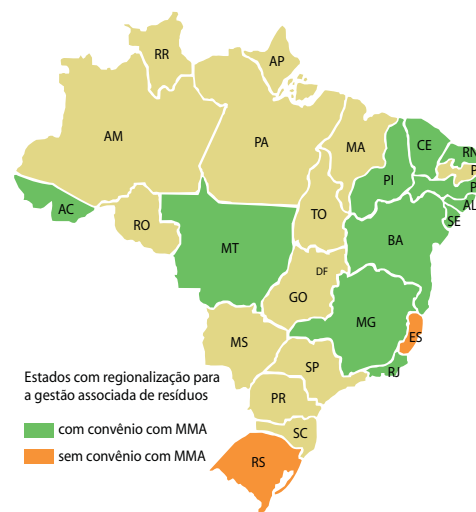 RR
AP
AM
PA
MA
CE
RN
P
PI
P
AL
SE
AC
RO
TO
BA
MT
DF
GO
MG
ES
MS
SP
RJ
PR
SC
RS
Estados com regionalização para
a gestão associada de resíduos
com convênio com MMA
sem convênio com MMA